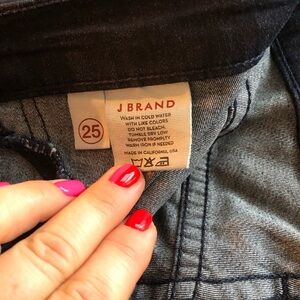 25
J BRAND
WASH IN COLD WATER
WITH LIKE COLORS
DO NOT BLEACH.
TUMBLE DRY LOW
REMOVE PROMPTLY
WARM IRON IF NEEDED
MADE IN CALIFORNIA, USA